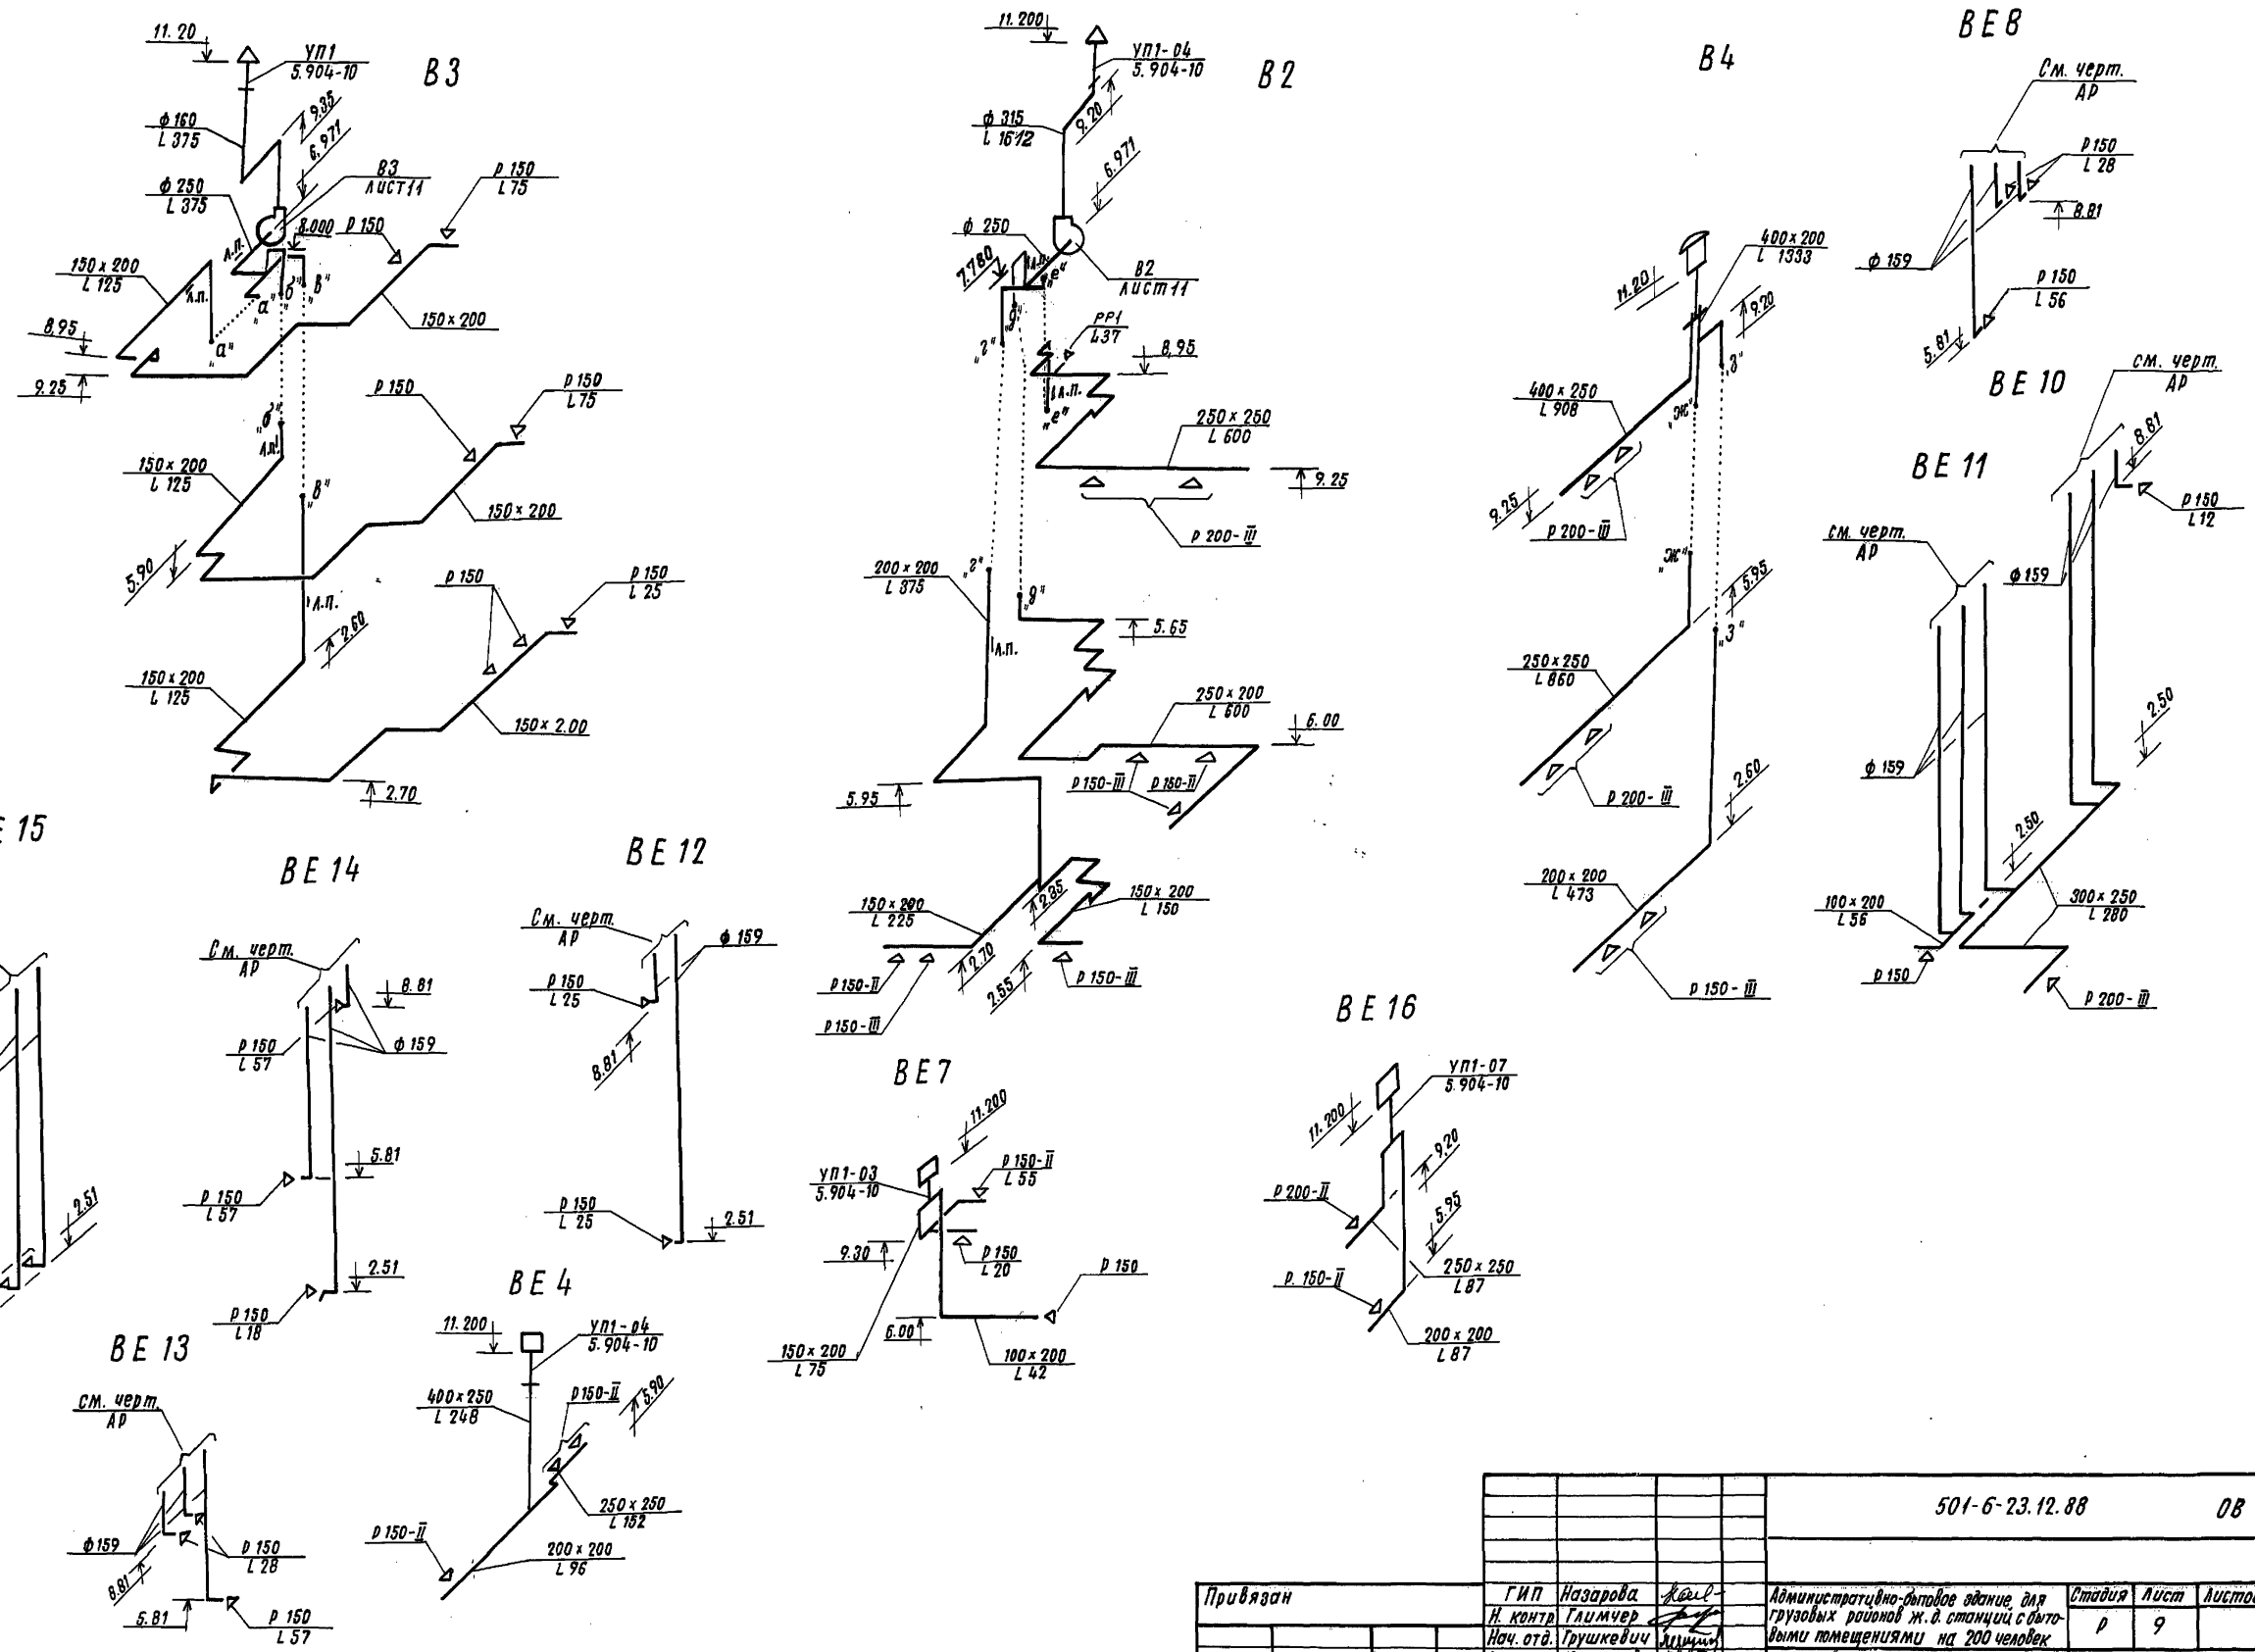 В3
11.20
УП1
5.904-10
ф 160
L 375
9.35
6.971
ф 250
L 375
В3
ЛИСТ 11
Р 150
L 75
8.000
Р 150
Л.П.
150 × 200
L 125
Л.П.
"а"
"б"
"в"
"а"
150 × 200
8.95
9.25
Р 150
Р 150
L 75
"б"
Л.П.
150 × 200
L 125
"в"
150 × 200
5.90
Р 150
Р 150
L 25
Л.П.
2.60
150 × 200
L 125
150 × 2.00
2.70
В2
11.200
УП1-04
5.904-10
ф 315
L 1612
9.20
6.971
ф 250
7.780
Л.П.
"е"
В2
ЛИСТ 11
"д"
"г"
РР1
L37
8.95
Л.П.
"е"
250 × 250
L 600
9.25
Р 200-III
"г"
200 × 200
L 375
"д"
5.65
Л.П.
250 × 200
L 600
6.00
5.95
Р 150-III
Р 150-II
150 × 200
L 225
2.85
150 × 200
L 150
2.70
2.55
Р 150-II
Р 150-III
Р 150-III
В4
400 × 200
L 1333
11.20
9.20
"з"
400 × 250
L 908
"ж"
9.25
Р 200-III
"ж"
5.95
"з"
250 × 250
L 860
Р 200-III
2.60
200 × 200
L 473
Р 150-III
ВЕ 8
См. черт.
АР
Р 150
L 28
8.81
ф 159
Р 150
L 56
5.81
ВЕ 10
см. черт.
АР
8.81
Р 150
L 12
ф 159
2.50
ВЕ 11
см. черт.
АР
ф 159
2.50
100 × 200
L 56
300 × 250
L 280
Р 150
Р 200-III
Е 15
2.51
ВЕ 14
См. черт.
АР
8.81
Р 150
L 57
ф 159
5.81
Р 150
L 57
2.51
Р 150
L 18
ВЕ 12
См. черт.
АР
ф 159
Р 150
L 25
8.81
Р 150
L 25
2.51
ВЕ 13
см. черт.
АР
ф 159
8.81
Р 150
L 28
5.81
Р 150
L 57
ВЕ 4
11.200
УП1-04
5.904-10
400 × 250
L 248
Р 150-II
5.90
250 × 250
L 152
Р 150-II
200 × 200
L 96
ВЕ 7
11.200
УП1-03
5.904-10
Р 150-II
L 55
9.30
Р 150
L 20
Р 150
6.00
150 × 200
L 75
100 × 200
L 42
ВЕ 16
УП1-07
5.904-10
11.200
9.20
Р 200-II
5.95
Р. 150-II
250 × 250
L 87
200 × 200
L 87
501-6-23.12.88 ОВ
Привязан
ГИП Назарова
Н. контр. Глимчер
Нач. отд. Грушкевич
Административно-бытовое здание для
грузовых районов ж.д. станций с быто-
выми помещениями на 200 человек
Стадия Лист Листов
Р 9